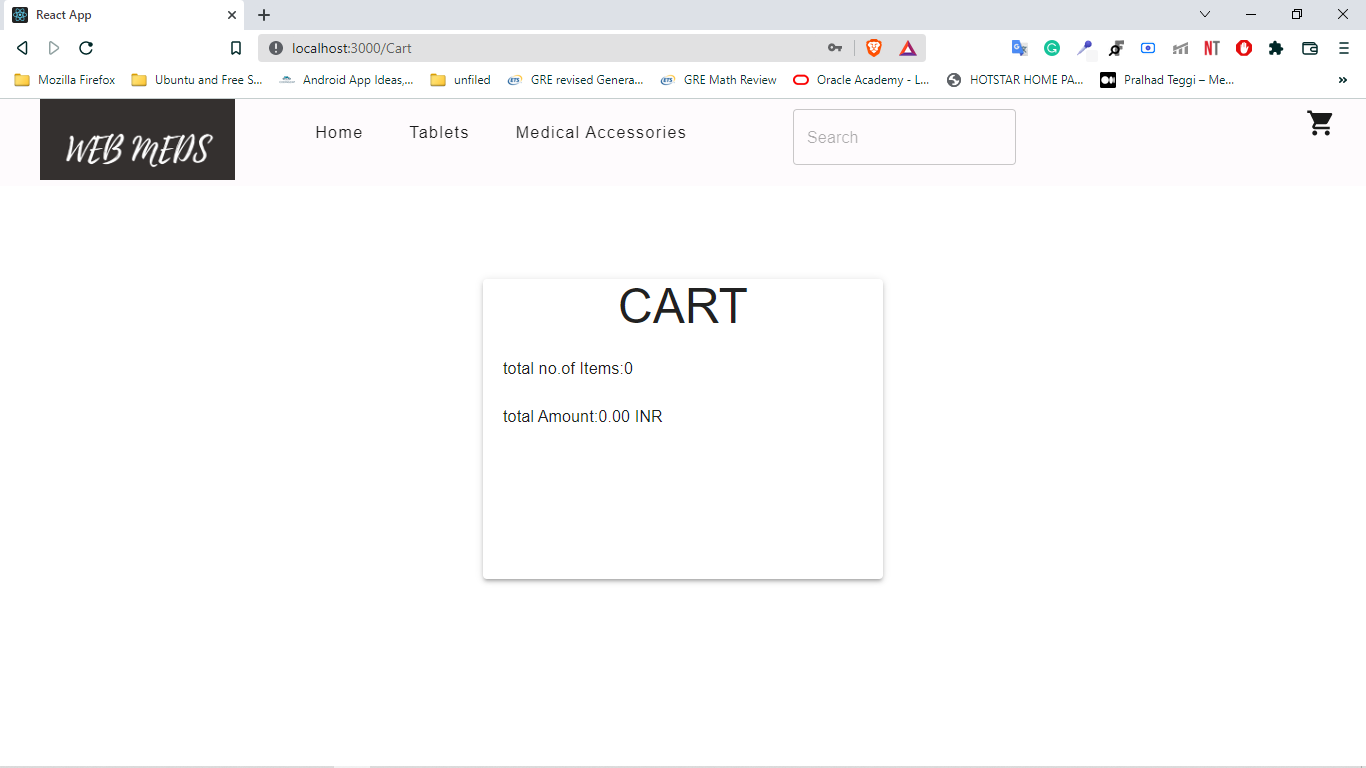 React App
localhost:3000/Cart
Mozilla Firefox
Ubuntu and Free S...
Android App Ideas,...
unfiled
GRE revised Genera...
GRE Math Review
Oracle Academy - L...
HOTSTAR HOME PA...
Pralhad Teggi – Me...
»
WEB MEDS
Home
Tablets
Medical Accessories
Search
CART
total no.of Items:0
total Amount:0.00 INR